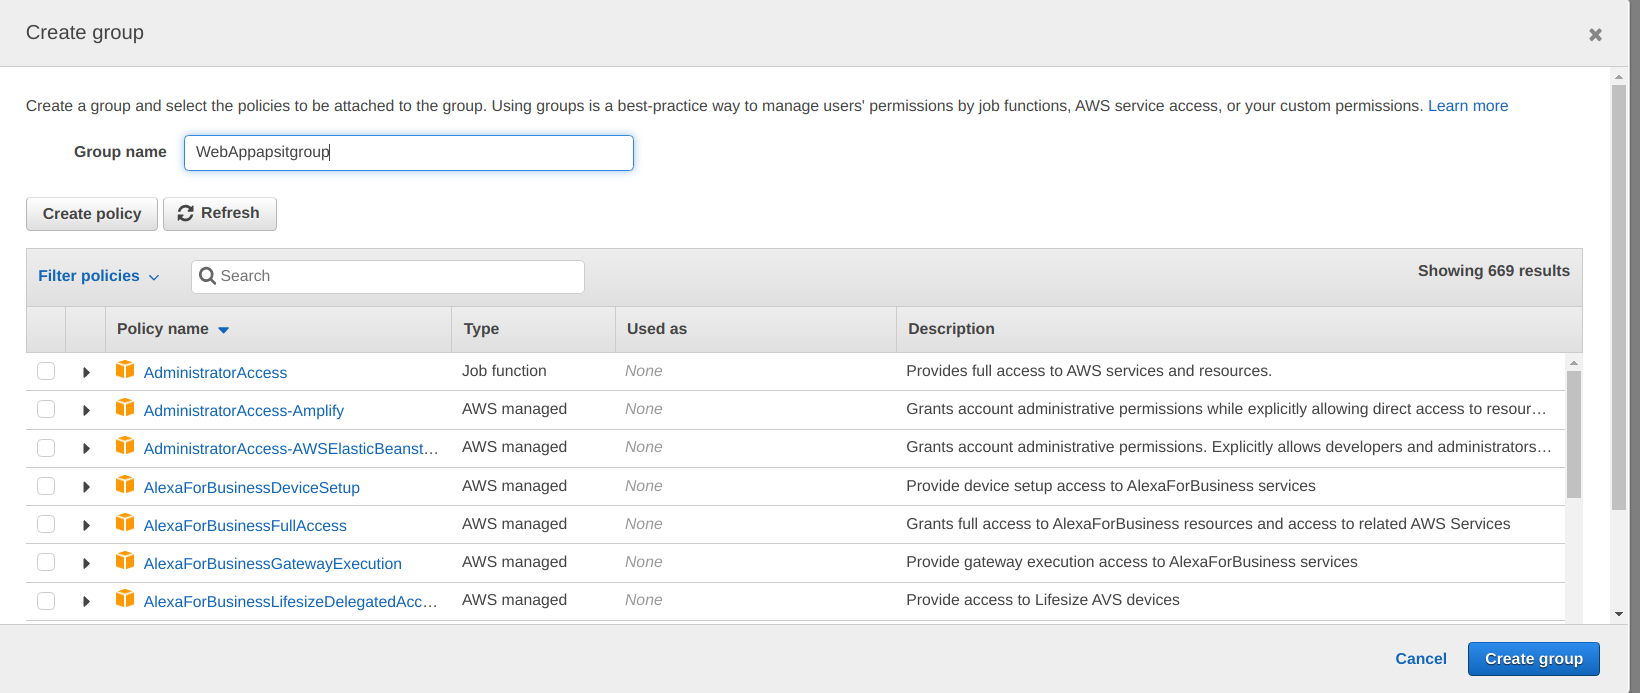 Create group
Create a group and select the policies to be attached to the group. Using groups is a best-practice way to manage users' permissions by job functions, AWS service access, or your custom permissions. Learn more
Group name WebAppapsitgroup
Create policy Refresh
Filter policies Search Showing 669 results
Policy name Type Used as Description
AdministratorAccess Job function None Provides full access to AWS services and resources.
AdministratorAccess-Amplify AWS managed None Grants account administrative permissions while explicitly allowing direct access to resour…
AdministratorAccess-AWSElasticBeanst… AWS managed None Grants account administrative permissions. Explicitly allows developers and administrators…
AlexaForBusinessDeviceSetup AWS managed None Provide device setup access to AlexaForBusiness services
AlexaForBusinessFullAccess AWS managed None Grants full access to AlexaForBusiness resources and access to related AWS Services
AlexaForBusinessGatewayExecution AWS managed None Provide gateway execution access to AlexaForBusiness services
AlexaForBusinessLifesizeDelegatedAcc… AWS managed None Provide access to Lifesize AVS devices
Cancel Create group